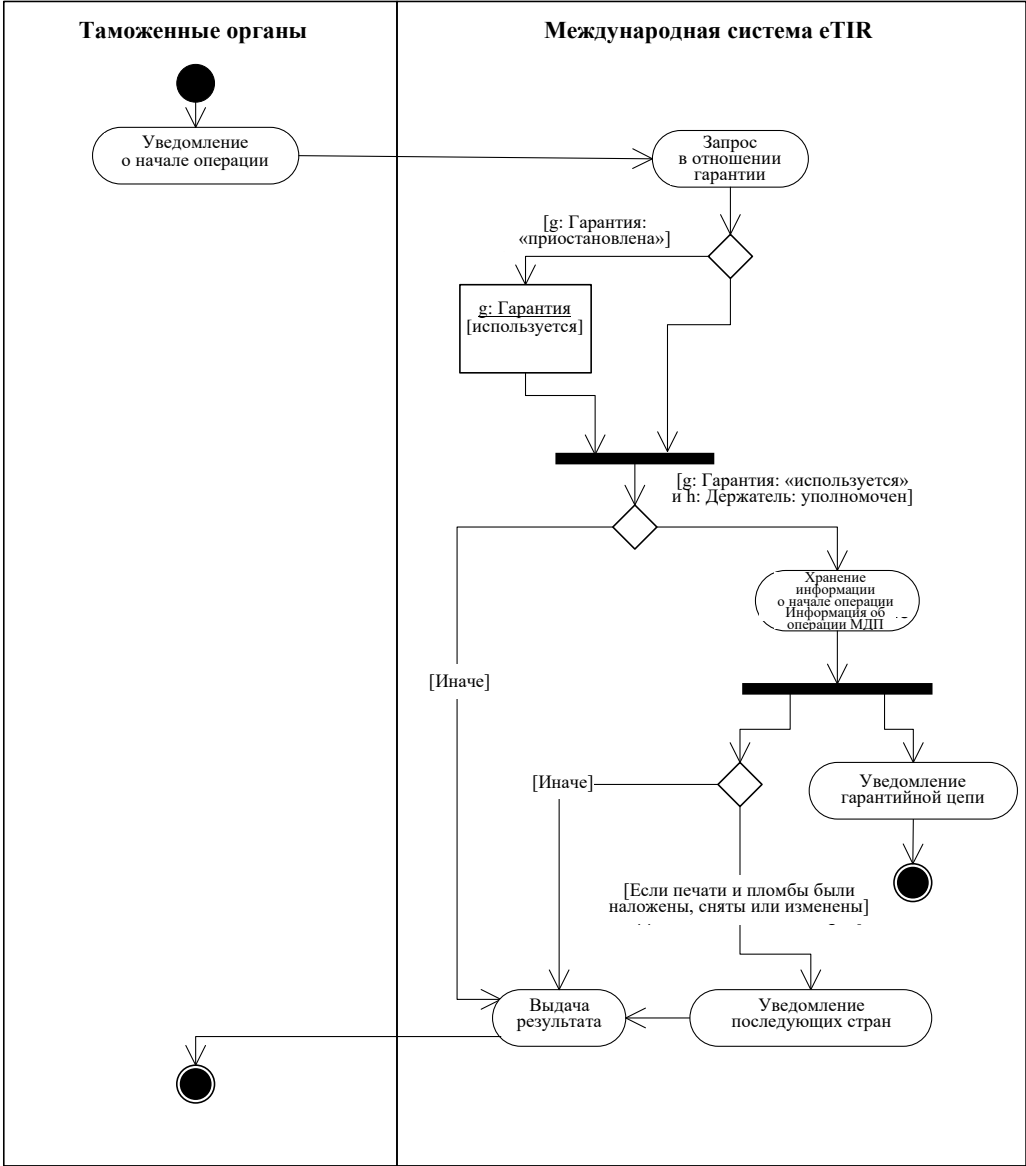 Таможенные органы
Международная система eTIR
Уведомление
о начале операции
Запрос
в отношении
гарантии
[g: Гарантия:
«приостановлена»]
g: Гарантия
[используется]
[g: Гарантия: «используется»
и h: Держатель: уполномочен]
Хранение
информации
о начале операции
Информация об
операции МДП
[Иначе]
[Иначе]
Уведомление
гарантийной цепи
[Если печати и пломбы были
наложены, сняты или изменены]
Выдача
результата
Уведомление
последующих стран